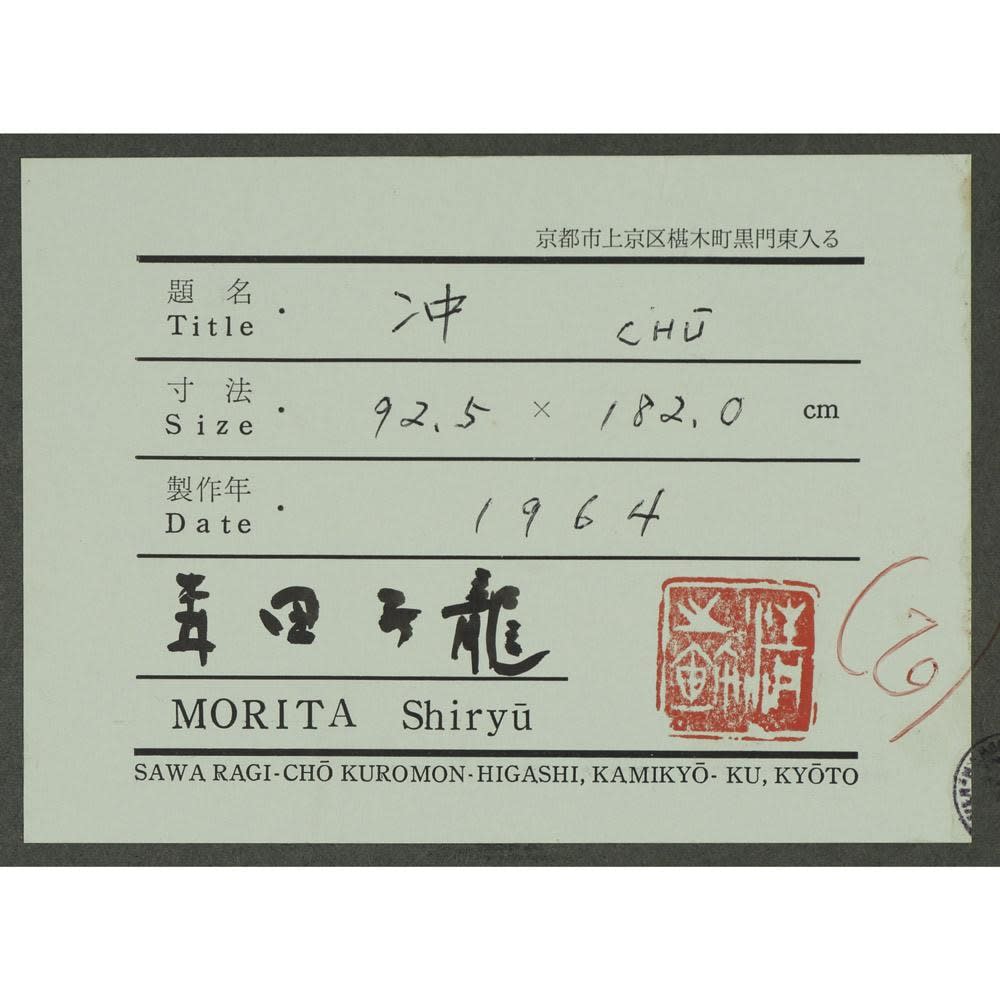 京都市上京区椹木町黒門東入る
題名 Title · 冲 CHŪ
寸法 Size · 92.5 × 182.0 cm
製作年 Date · 1964
森田子龍
MORITA Shiryū
SAWARAGI-CHŌ KUROMON-HIGASHI, KAMIKYŌ-KU, KYŌTO